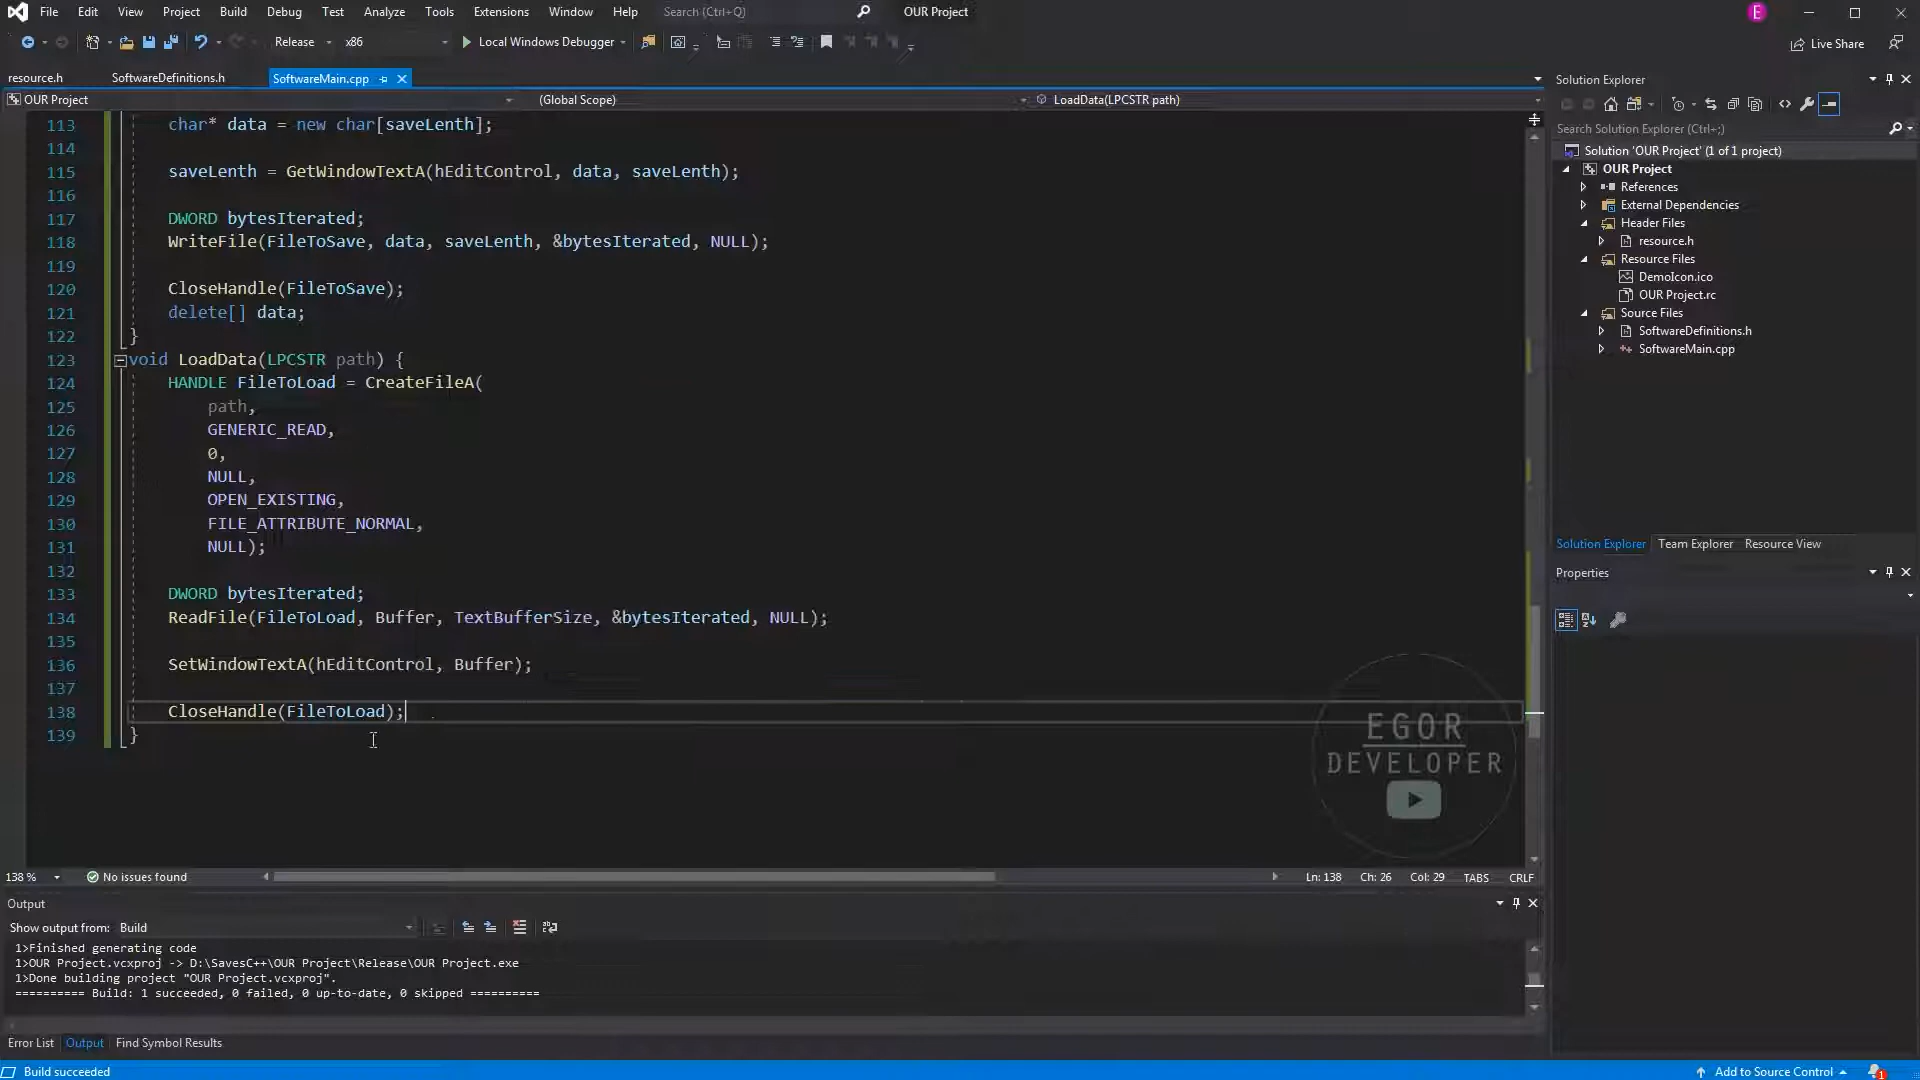 File Edit View Project Build Debug Test Analyze Tools Extensions Window Help Search (Ctrl+Q) OUR Project E
Release x86 Local Windows Debugger Live Share
resource.h SoftwareDefinitions.h SoftwareMain.cpp
OUR Project (Global Scope) LoadData(LPCSTR path)
113 char* data = new char[saveLenth];
114
115 saveLenth = GetWindowTextA(hEditControl, data, saveLenth);
116
117 DWORD bytesIterated;
118 WriteFile(FileToSave, data, saveLenth, &bytesIterated, NULL);
119
120 CloseHandle(FileToSave);
121 delete[] data;
122 }
123 void LoadData(LPCSTR path) {
124 HANDLE FileToLoad = CreateFileA(
125 path,
126 GENERIC_READ,
127 0,
128 NULL,
129 OPEN_EXISTING,
130 FILE_ATTRIBUTE_NORMAL,
131 NULL);
132
133 DWORD bytesIterated;
134 ReadFile(FileToLoad, Buffer, TextBufferSize, &bytesIterated, NULL);
135
136 SetWindowTextA(hEditControl, Buffer);
137
138 CloseHandle(FileToLoad);
139 }
EGOR
DEVELOPER
138 % No issues found Ln: 138 Ch: 26 Col: 29 TABS CRLF
Output
Show output from: Build
1>Finished generating code
1>OUR Project.vcxproj -> D:\SavesC++\OUR Project\Release\OUR Project.exe
1>Done building project "OUR Project.vcxproj".
========== Build: 1 succeeded, 0 failed, 0 up-to-date, 0 skipped ==========
Error List Output Find Symbol Results
Build succeeded Add to Source Control 1
Solution Explorer
Search Solution Explorer (Ctrl+;)
Solution 'OUR Project' (1 of 1 project)
OUR Project
References
External Dependencies
Header Files
resource.h
Resource Files
DemoIcon.ico
OUR Project.rc
Source Files
SoftwareDefinitions.h
SoftwareMain.cpp
Solution Explorer Team Explorer Resource View
Properties